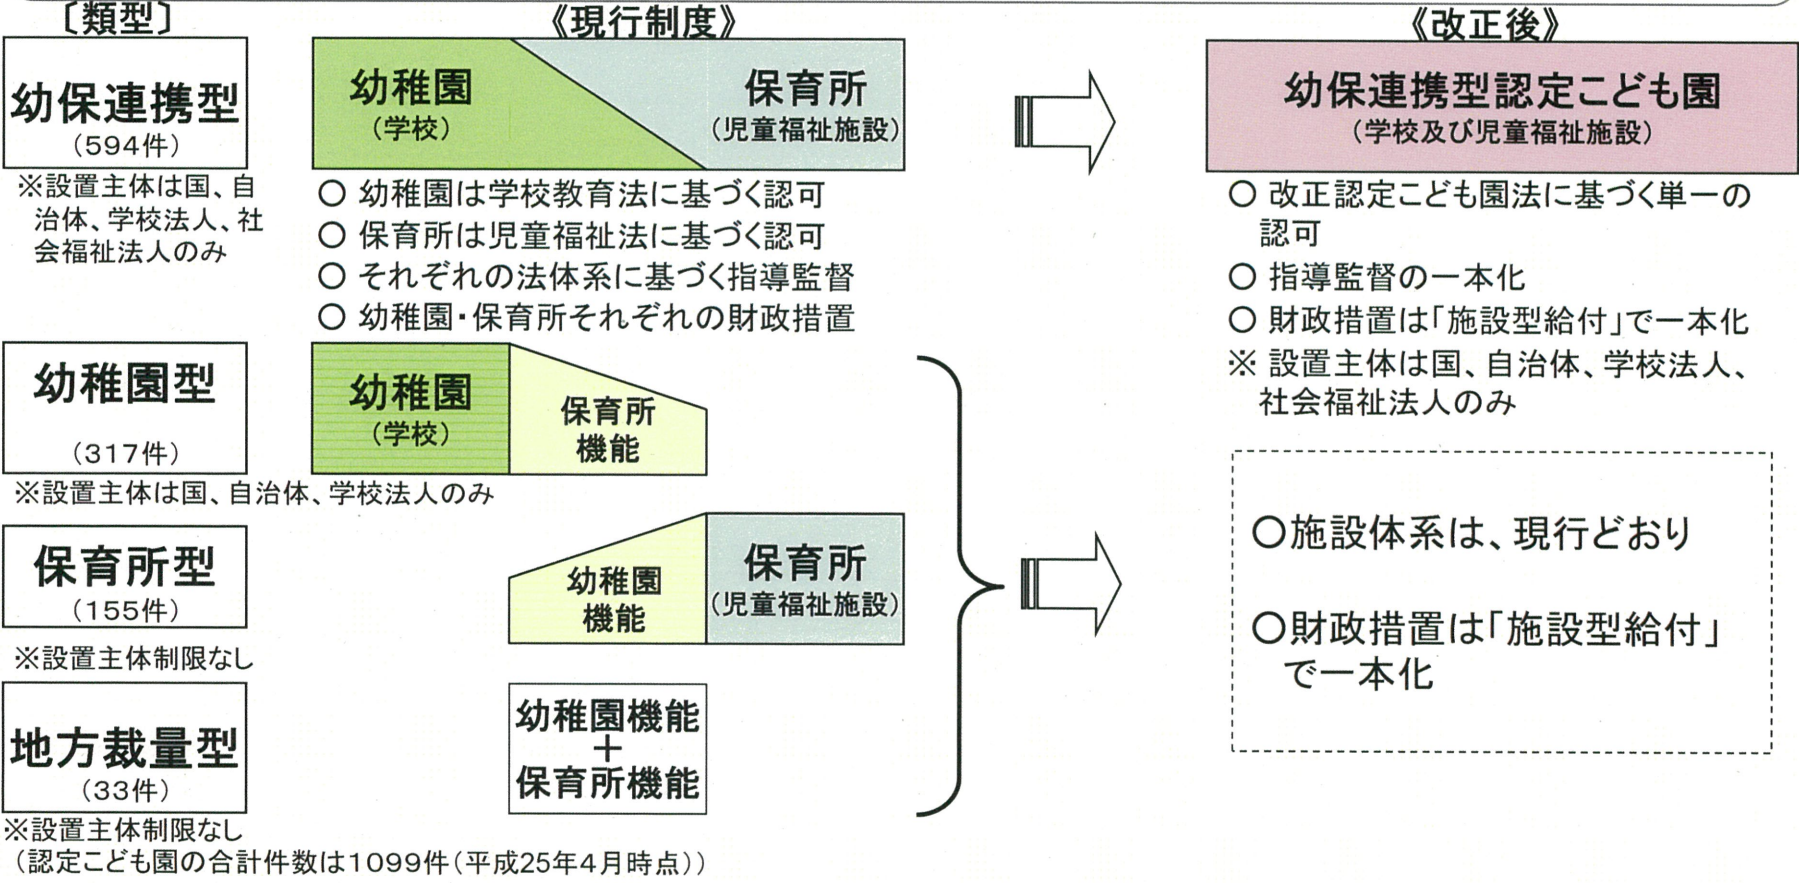 〔類型〕
《現行制度》
《改正後》
幼保連携型
（594件）
※設置主体は国、自
治体、学校法人、社
会福祉法人のみ
幼稚園
（学校）
保育所
（児童福祉施設）
○ 幼稚園は学校教育法に基づく認可
○ 保育所は児童福祉法に基づく認可
○ それぞれの法体系に基づく指導監督
○ 幼稚園・保育所それぞれの財政措置
幼保連携型認定こども園
（学校及び児童福祉施設）
○ 改正認定こども園法に基づく単一の
認可
○ 指導監督の一本化
○ 財政措置は「施設型給付」で一本化
※ 設置主体は国、自治体、学校法人、
社会福祉法人のみ
幼稚園型
（317件）
※設置主体は国、自治体、学校法人のみ
幼稚園
（学校）
保育所
機能
保育所型
（155件）
※設置主体制限なし
幼稚園
機能
保育所
（児童福祉施設）
地方裁量型
（33件）
※設置主体制限なし
幼稚園機能
＋
保育所機能
○施設体系は、現行どおり
○財政措置は「施設型給付」
で一本化
（認定こども園の合計件数は1099件（平成25年4月時点））